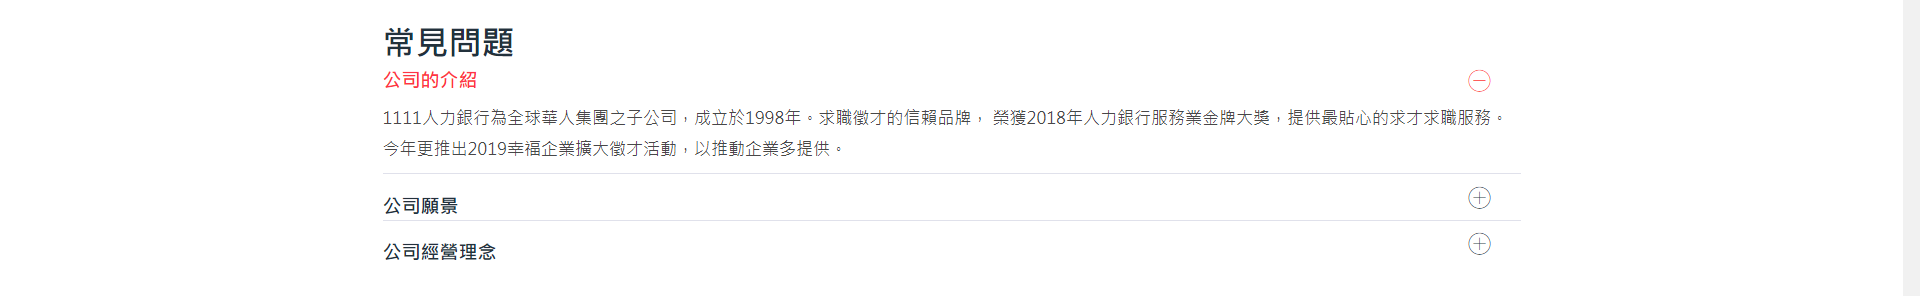 常見問題
公司的介紹
1111人力銀行為全球華人集團之子公司，成立於1998年。求職徵才的信賴品牌， 榮獲2018年人力銀行服務業金牌大獎，提供最貼心的求才求職服務。
今年更推出2019幸福企業擴大徵才活動，以推動企業多提供。
公司願景
公司經營理念